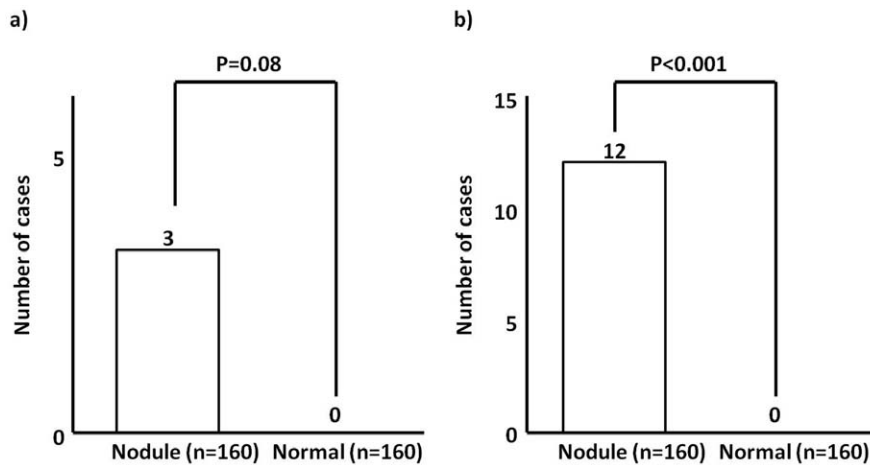 a)
P=0.08
Number of cases
5
3
0
0
Nodule (n=160) Normal (n=160)
b)
P<0.001
Number of cases
15
12
10
5
0
0
Nodule (n=160) Normal (n=160)